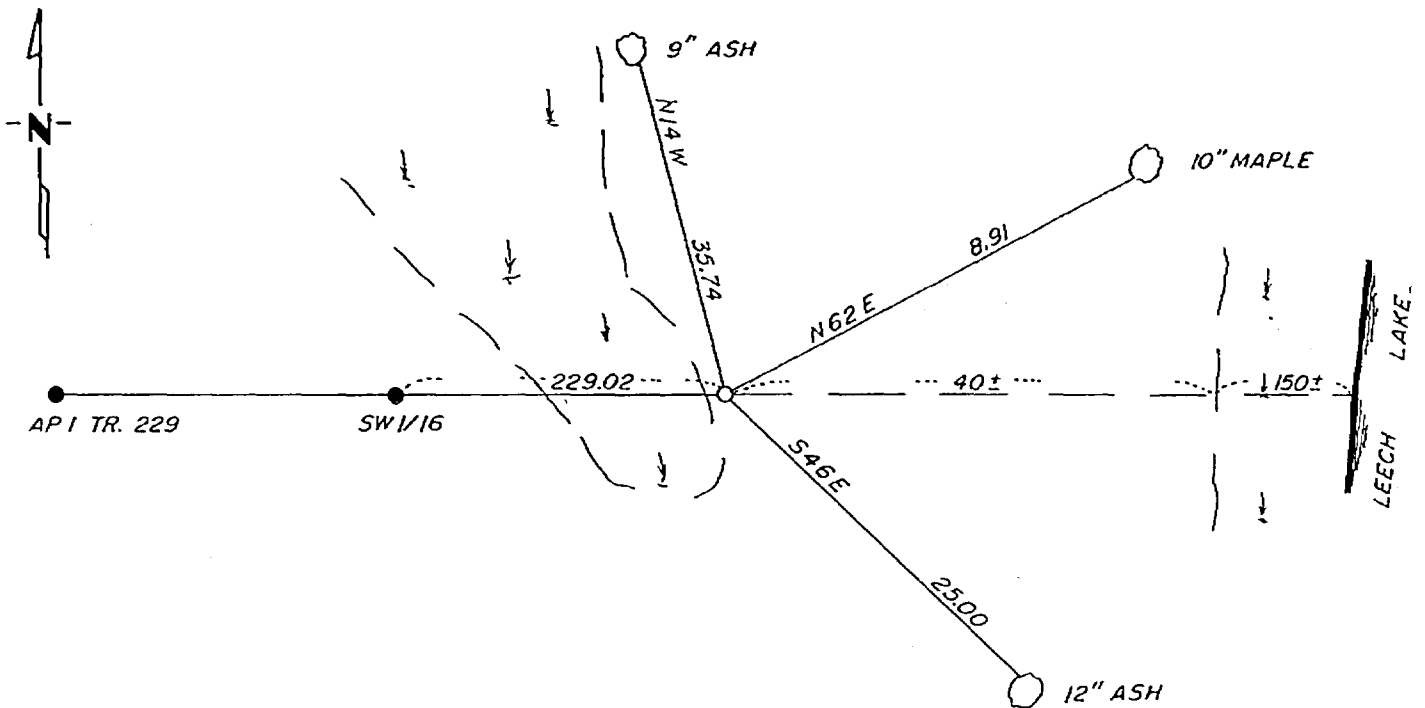 N
9" ASH
N14W
35.74
10" MAPLE
8.91
N62E
229.02
40±
150±
AP 1 TR. 229
SW1/16
LEECH LAKE
S46E
25.00
12" ASH